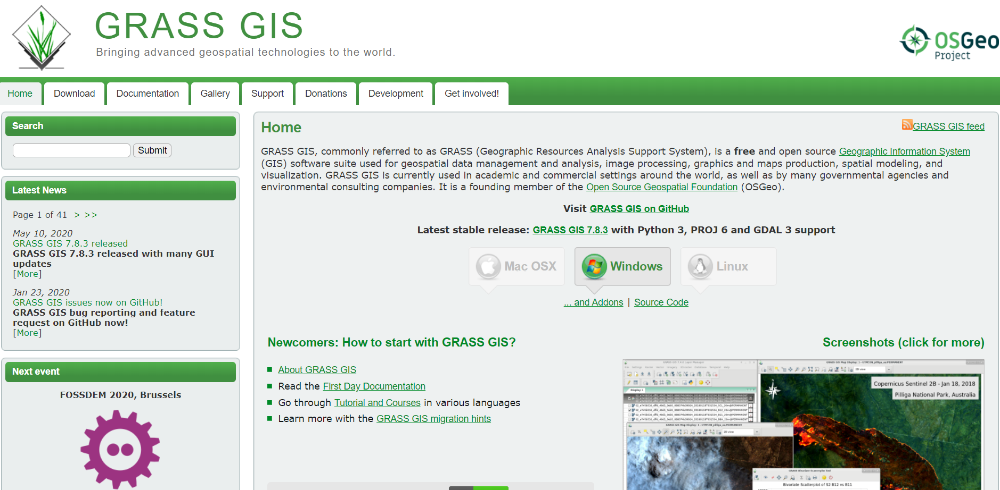 GRASS GIS
Bringing advanced geospatial technologies to the world.
OSGeo
Project
Home
Download
Documentation
Gallery
Support
Donations
Development
Get involved!
Search
Submit
Latest News
Page 1 of 41 > >>
May 10, 2020
GRASS GIS 7.8.3 released
GRASS GIS 7.8.3 released with many GUI
updates
[More]
Jan 23, 2020
GRASS GIS issues now on GitHub!
GRASS GIS bug reporting and feature
request on GitHub now!
[More]
Next event
FOSSDEM 2020, Brussels
Home
GRASS GIS feed
GRASS GIS, commonly referred to as GRASS (Geographic Resources Analysis Support System), is a free and open source Geographic Information System
(GIS) software suite used for geospatial data management and analysis, image processing, graphics and maps production, spatial modeling, and
visualization. GRASS GIS is currently used in academic and commercial settings around the world, as well as by many governmental agencies and
environmental consulting companies. It is a founding member of the Open Source Geospatial Foundation (OSGeo).
Visit GRASS GIS on GitHub
Latest stable release: GRASS GIS 7.8.3 with Python 3, PROJ 6 and GDAL 3 support
Mac OSX
Windows
Linux
... and Addons | Source Code
Newcomers: How to start with GRASS GIS?
About GRASS GIS
Read the First Day Documentation
Go through Tutorial and Courses in various languages
Learn more with the GRASS GIS migration hints
Screenshots (click for more)
Display 1
2D view
Copernicus Sentinel 2B - Jan 18, 2018
Pilliga National Park, Australia
2D view
GRASS Bivariate Scatterplot Tool
Bivariate Scatterplot of S2 B12 vs B11